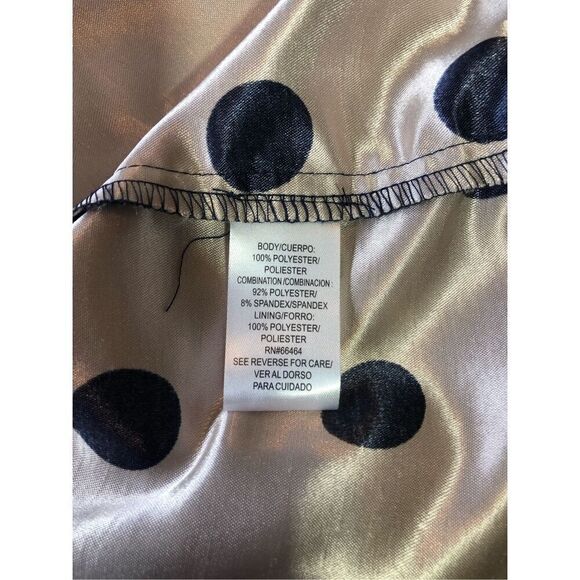 BODY/CUERPO:
100% POLYESTER/
POLIESTER
COMBINATION/COMBINACION :
92% POLYESTER/
8% SPANDEX/SPANDEX
LINING/FORRO:
100% POLYESTER/
POLIESTER
RN#66464
SEE REVERSE FOR CARE/
VER AL DORSO
PARA CUIDADO